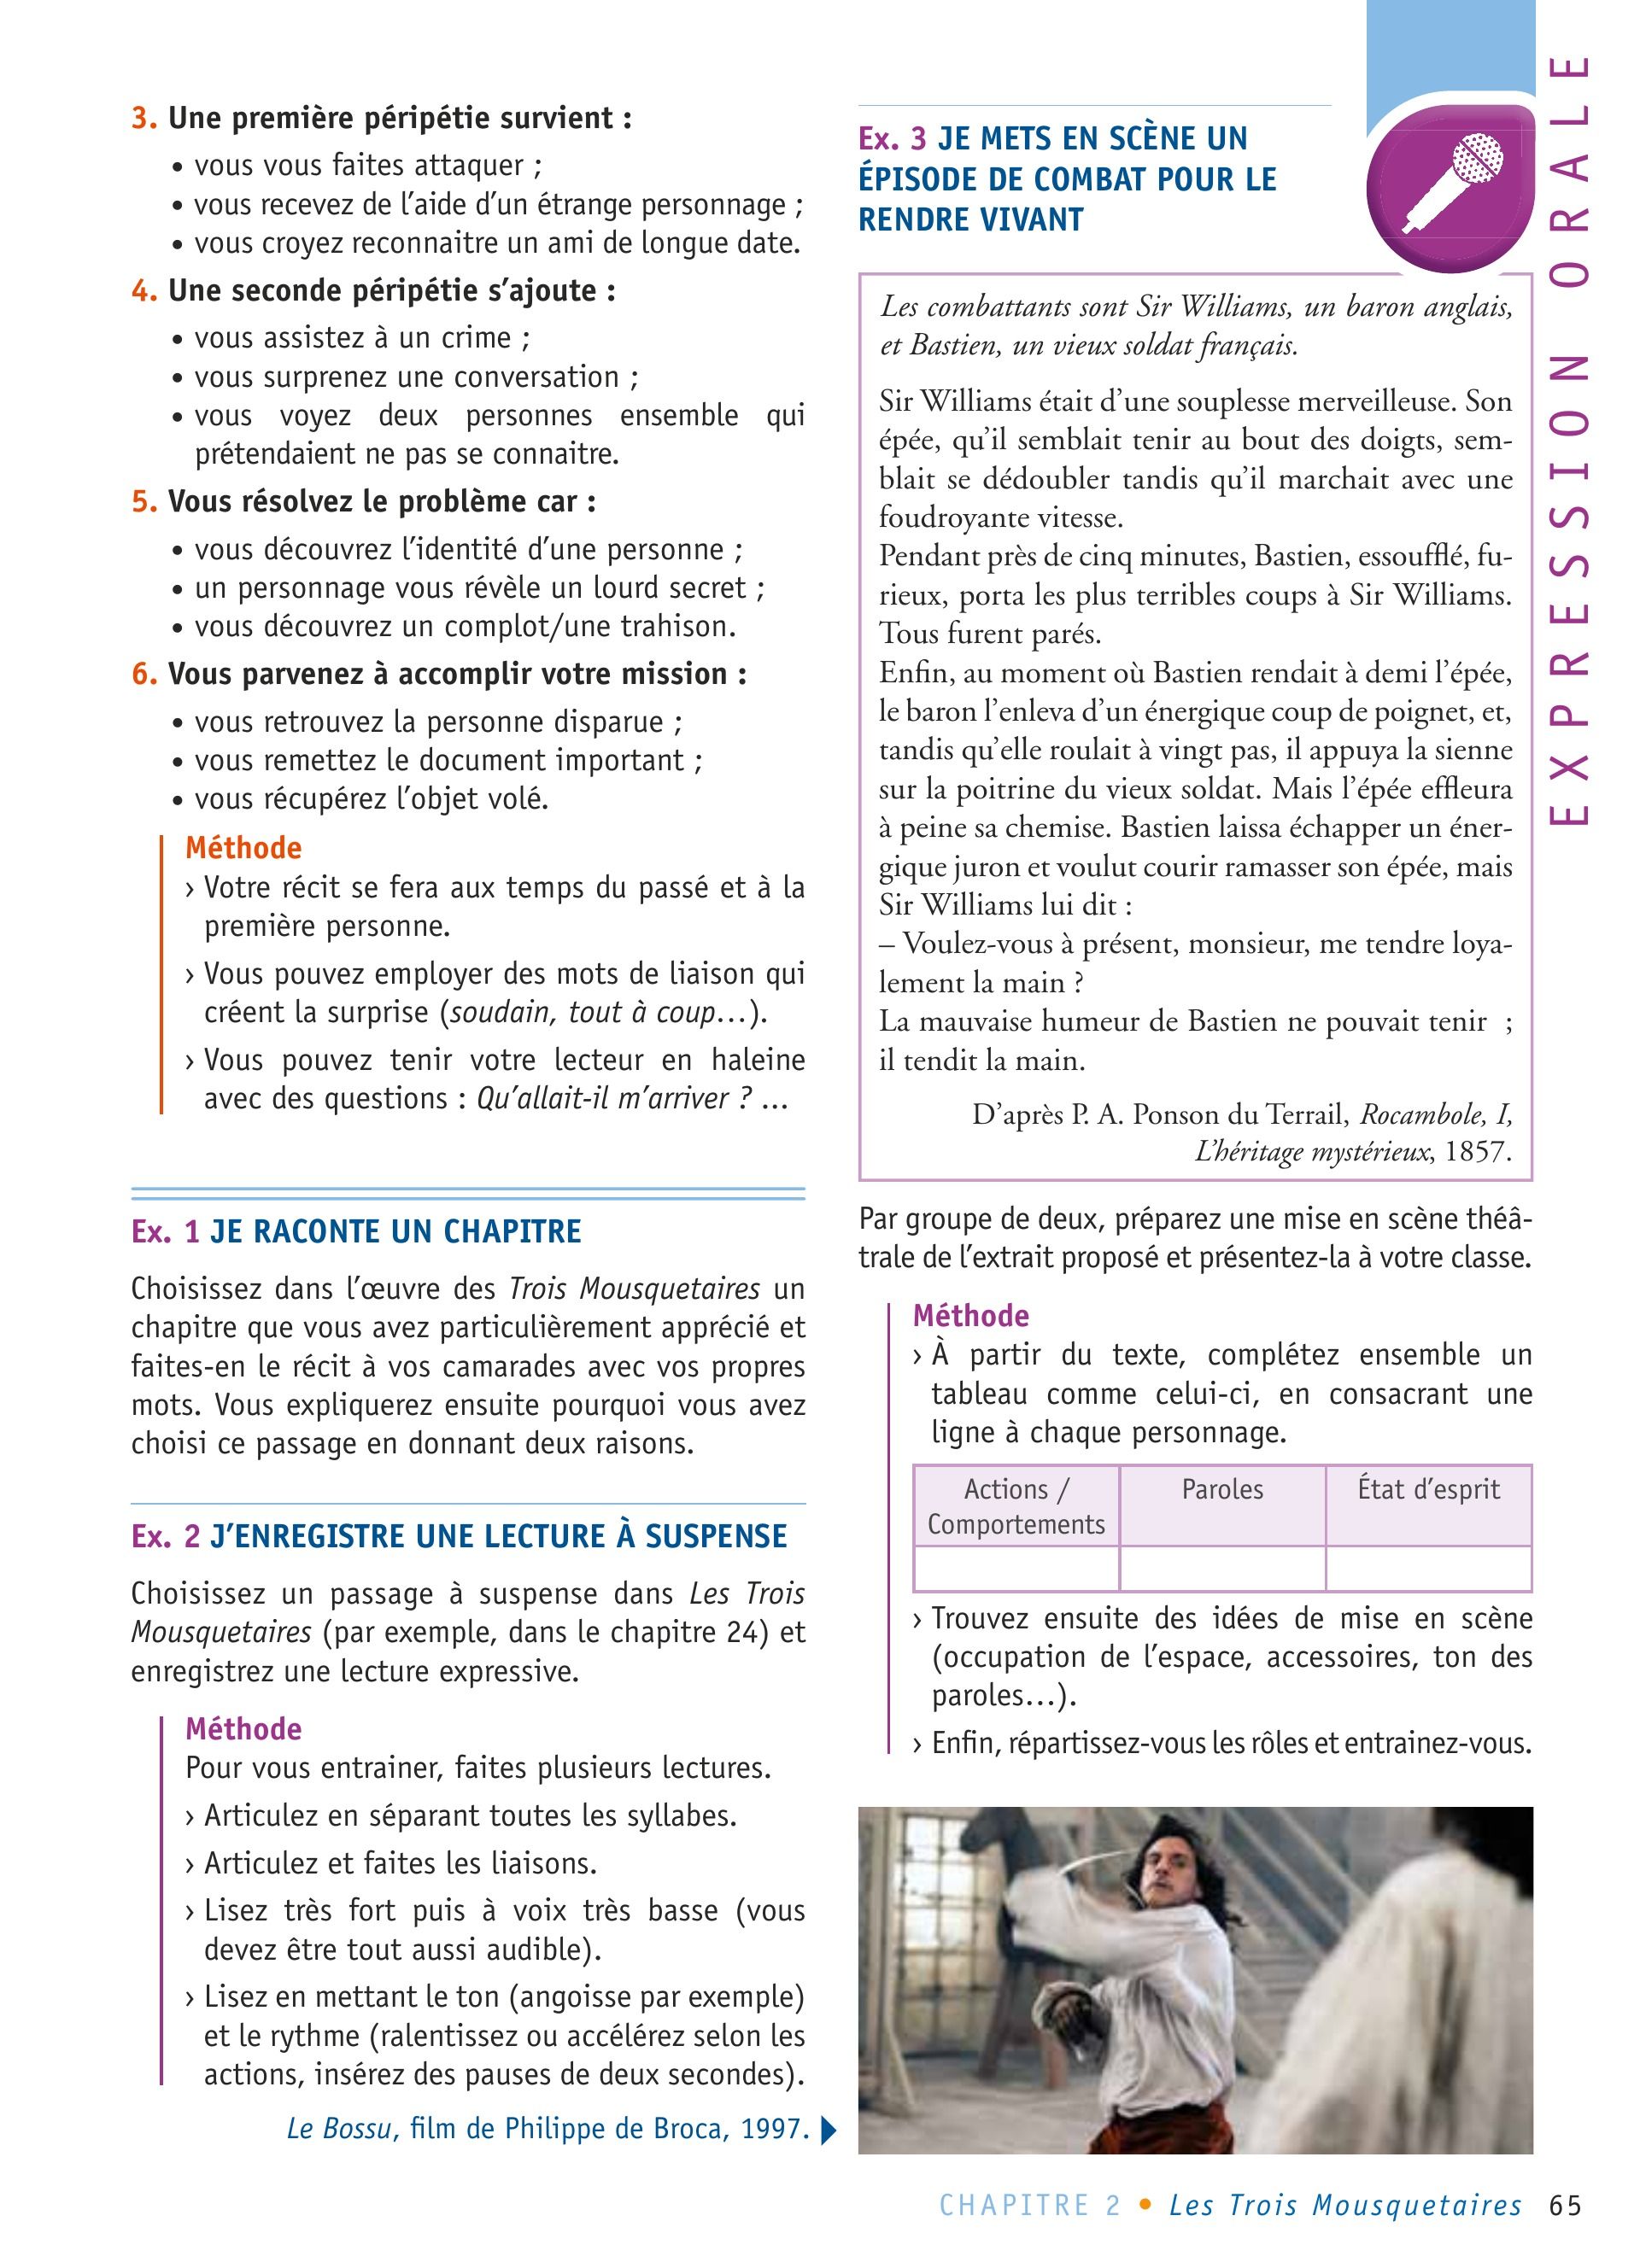 3. Une première péripétie survient :
• vous vous faites attaquer ;
• vous recevez de l’aide d’un étrange personnage ;
• vous croyez reconnaitre un ami de longue date.
4. Une seconde péripétie s’ajoute :
• vous assistez à un crime ;
• vous surprenez une conversation ;
• vous voyez deux personnes ensemble qui
prétendaient ne pas se connaitre.
5. Vous résolvez le problème car :
• vous découvrez l’identité d’une personne ;
• un personnage vous révèle un lourd secret ;
• vous découvrez un complot/une trahison.
6. Vous parvenez à accomplir votre mission :
• vous retrouvez la personne disparue ;
• vous remettez le document important ;
• vous récupérez l’objet volé.
Méthode
› Votre récit se fera aux temps du passé et à la
première personne.
› Vous pouvez employer des mots de liaison qui
créent la surprise (soudain, tout à coup…).
› Vous pouvez tenir votre lecteur en haleine
avec des questions : Qu’allait-il m’arriver ? …
Ex. 1 JE RACONTE UN CHAPITRE
Choisissez dans l’œuvre des Trois Mousquetaires un
chapitre que vous avez particulièrement apprécié et
faites-en le récit à vos camarades avec vos propres
mots. Vous expliquerez ensuite pourquoi vous avez
choisi ce passage en donnant deux raisons.
Ex. 2 J’ENREGISTRE UNE LECTURE À SUSPENSE
Choisissez un passage à suspense dans Les Trois
Mousquetaires (par exemple, dans le chapitre 24) et
enregistrez une lecture expressive.
Méthode
Pour vous entrainer, faites plusieurs lectures.
› Articulez en séparant toutes les syllabes.
› Articulez et faites les liaisons.
› Lisez très fort puis à voix très basse (vous
devez être tout aussi audible).
› Lisez en mettant le ton (angoisse par exemple)
et le rythme (ralentissez ou accélérez selon les
actions, insérez des pauses de deux secondes).
Le Bossu, film de Philippe de Broca, 1997.
Ex. 3 JE METS EN SCÈNE UN
ÉPISODE DE COMBAT POUR LE
RENDRE VIVANT
Les combattants sont Sir Williams, un baron anglais,
et Bastien, un vieux soldat français.
Sir Williams était d’une souplesse merveilleuse. Son
épée, qu’il semblait tenir au bout des doigts, sem-
blait se dédoubler tandis qu’il marchait avec une
foudroyante vitesse.
Pendant près de cinq minutes, Bastien, essoufflé, fu-
rieux, porta les plus terribles coups à Sir Williams.
Tous furent parés.
Enfin, au moment où Bastien rendait à demi l’épée,
le baron l’enleva d’un énergique coup de poignet, et,
tandis qu’elle roulait à vingt pas, il appuya la sienne
sur la poitrine du vieux soldat. Mais l’épée effleura
à peine sa chemise. Bastien laissa échapper un éner-
gique juron et voulut courir ramasser son épée, mais
Sir Williams lui dit :
– Voulez-vous à présent, monsieur, me tendre loya-
lement la main ?
La mauvaise humeur de Bastien ne pouvait tenir ;
il tendit la main.
D’après P. A. Ponson du Terrail, Rocambole, I,
L’héritage mystérieux, 1857.
Par groupe de deux, préparez une mise en scène théâ-
trale de l’extrait proposé et présentez-la à votre classe.
Méthode
› À partir du texte, complétez ensemble un
tableau comme celui-ci, en consacrant une
ligne à chaque personnage.
Actions / Comportements
Paroles
État d’esprit
› Trouvez ensuite des idées de mise en scène
(occupation de l’espace, accessoires, ton des
paroles…).
› Enfin, répartissez-vous les rôles et entrainez-vous.
EXPRESSION ORALE
CHAPITRE 2 • Les Trois Mousquetaires 65